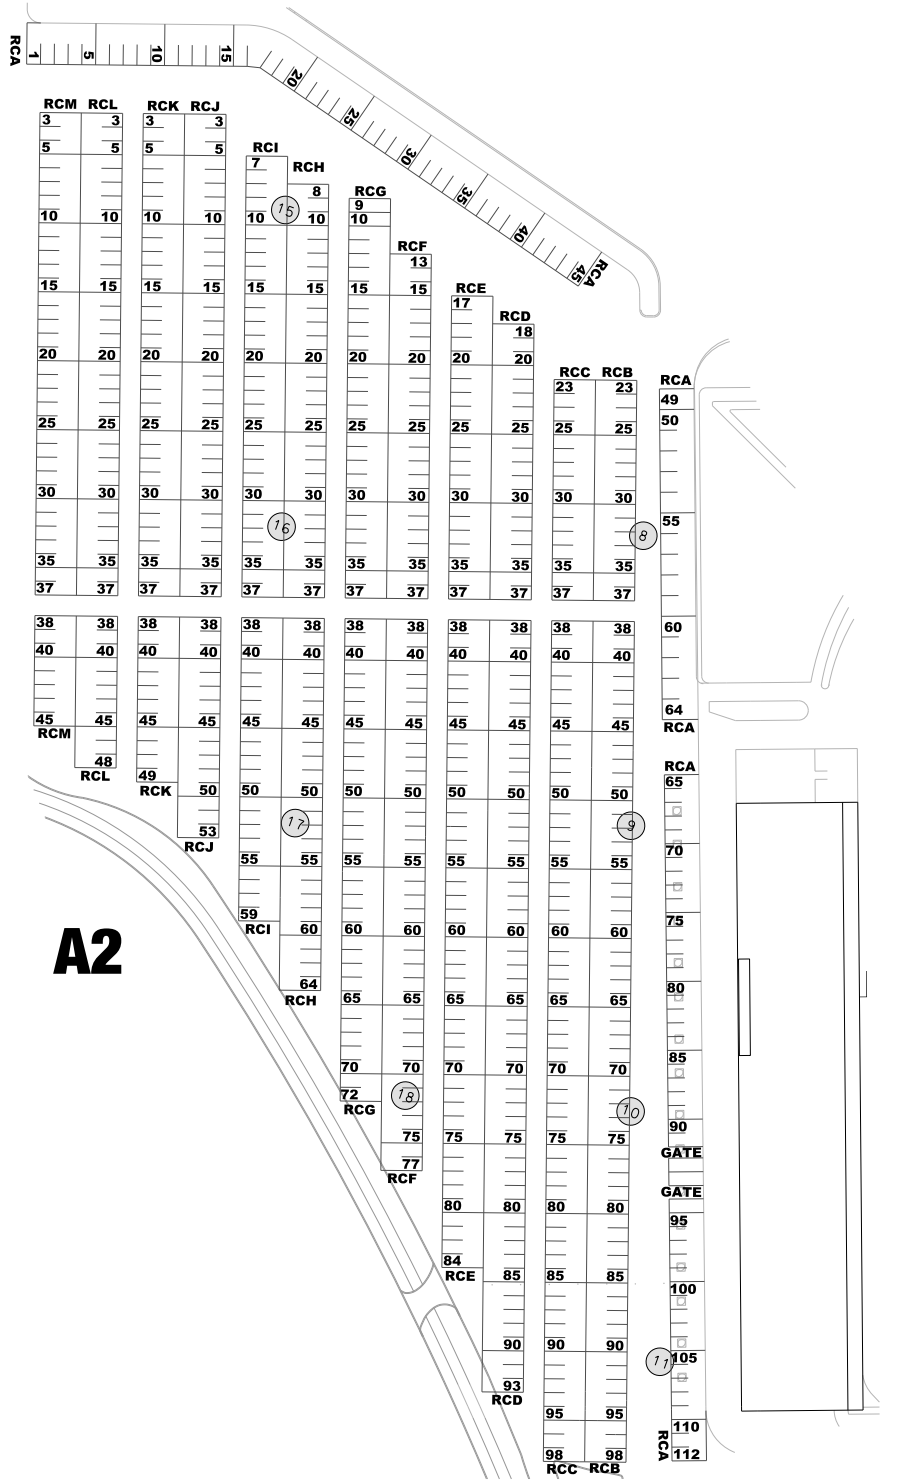 RCA 1 5 10 15 20 25 30 35 40 45 RCA
RCM RCL RCK RCJ
3 3 3 3
5 5 5 5
RCI
7
RCH
8
RCG
9
10 10 10 10 10 15 10 10
RCF
13
15 15 15 15 15 15 15 15
RCE
17
RCD
18
20 20 20 20 20 20 20 20 20 20
RCC RCB RCA
23 23
49
25 25 25 25 25 25 25 25 25 25 25 25 50
30 30 30 30 30 30 30 30 30 30 30 30
55
16 8
35 35 35 35 35 35 35 35 35 35 35 35
37 37 37 37 37 37 37 37 37 37 37 37
38 38 38 38 38 38 38 38 38 38 38 38 60
40 40 40 40 40 40 40 40 40 40 40 40
64
45 45 45 45 45 45 45 45 45 45 45 45
RCM RCA
48
RCL RCA
49 65
RCK 50 50 50 50 50 50 50 50 50
53 17 9
RCJ 70
55 55 55 55 55 55 55 55
59 75
RCI 60 60 60 60 60 60 60
A2
64 80
RCH 65 65 65 65 65 65
85
70 70 70 70 70 70
72 18
RCG 10
90
75 75 75 75 75
GATE
77
RCF
GATE
80 80 80 80
95
84
RCE 85 85 85
100
90 90 90
11 105
93
RCD
95 95
110
98 98 RCA 112
RCC RCB